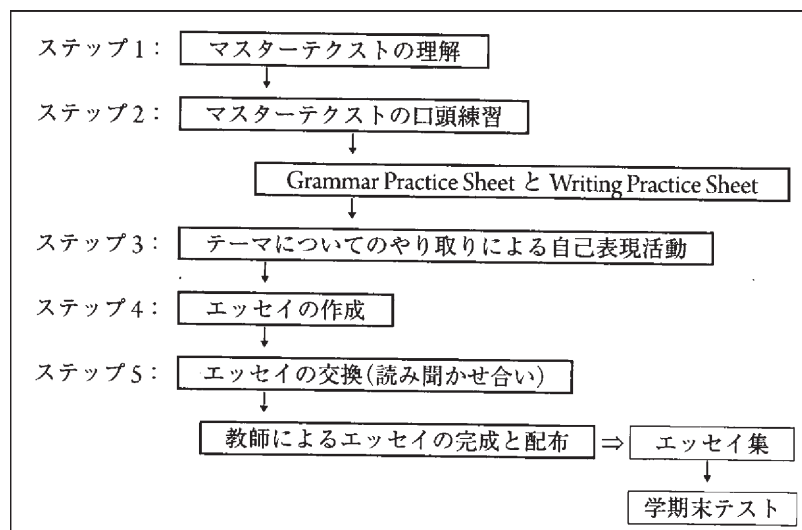 ステップ1： マスターテクストの理解
ステップ2： マスターテクストの口頭練習
Grammar Practice Sheet と Writing Practice Sheet
ステップ3： テーマについてのやり取りによる自己表現活動
ステップ4： エッセイの作成
ステップ5： エッセイの交換(読み聞かせ合い)
教師によるエッセイの完成と配布 ⇒ エッセイ集
学期末テスト